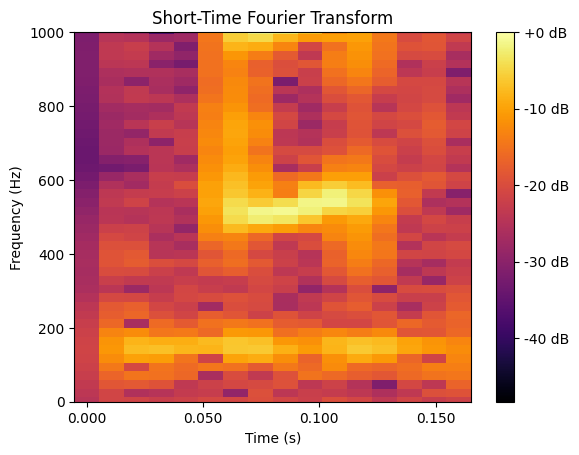 Short-Time Fourier Transform
1000
800
600
400
200
0
Frequency (Hz)
0.000 0.050 0.100 0.150
Time (s)
+0 dB
-10 dB
-20 dB
-30 dB
-40 dB